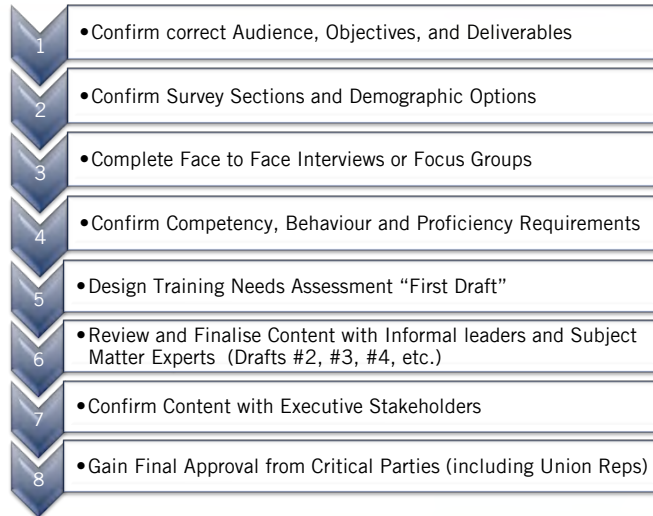 1
•Confirm correct Audience, Objectives, and Deliverables
2
•Confirm Survey Sections and Demographic Options
3
•Complete Face to Face Interviews or Focus Groups
4
•Confirm Competency, Behaviour and Proficiency Requirements
5
•Design Training Needs Assessment “First Draft”
6
•Review and Finalise Content with Informal leaders and Subject
Matter Experts (Drafts #2, #3, #4, etc.)
7
•Confirm Content with Executive Stakeholders
8
•Gain Final Approval from Critical Parties (including Union Reps)